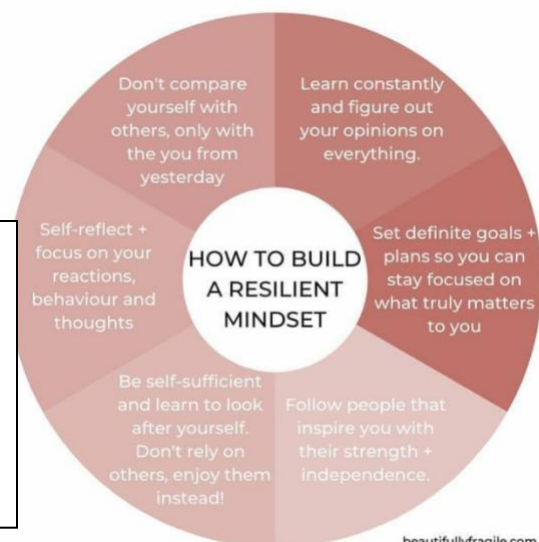 HOW TO BUILD
A RESILIENT
MINDSET
Learn constantly
and figure out
your opinions on
everything.
Set definite goals +
plans so you can
stay focused on
what truly matters
to you
Follow people that
inspire you with
their strength +
independence.
Be self-sufficient
and learn to look
after yourself.
Don't rely on
others, enjoy them
instead!
Self-reflect +
focus on your
reactions,
behaviour and
thoughts
Don't compare
yourself with
others, only with
the you from
yesterday
beautifullyfragile.com